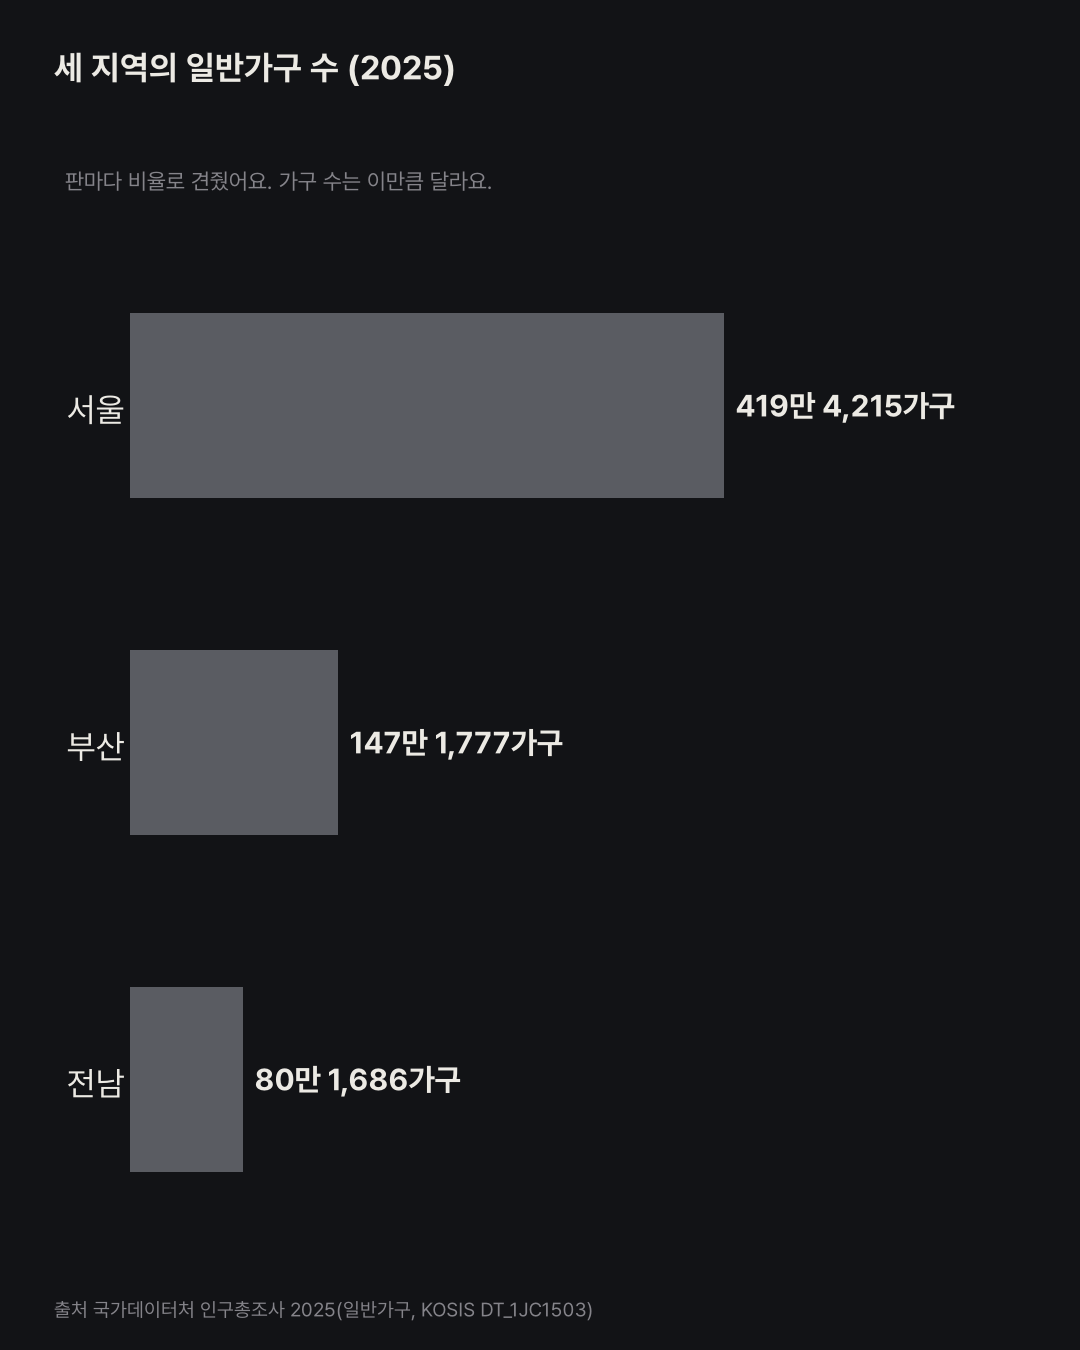 세 지역의 일반가구 수 (2025)
판마다 비율로 견줬어요. 가구 수는 이만큼 달라요.
서울 419만 4,215가구
부산 147만 1,777가구
전남 80만 1,686가구
출처 국가데이터처 인구총조사 2025(일반가구, KOSIS DT_1JC1503)